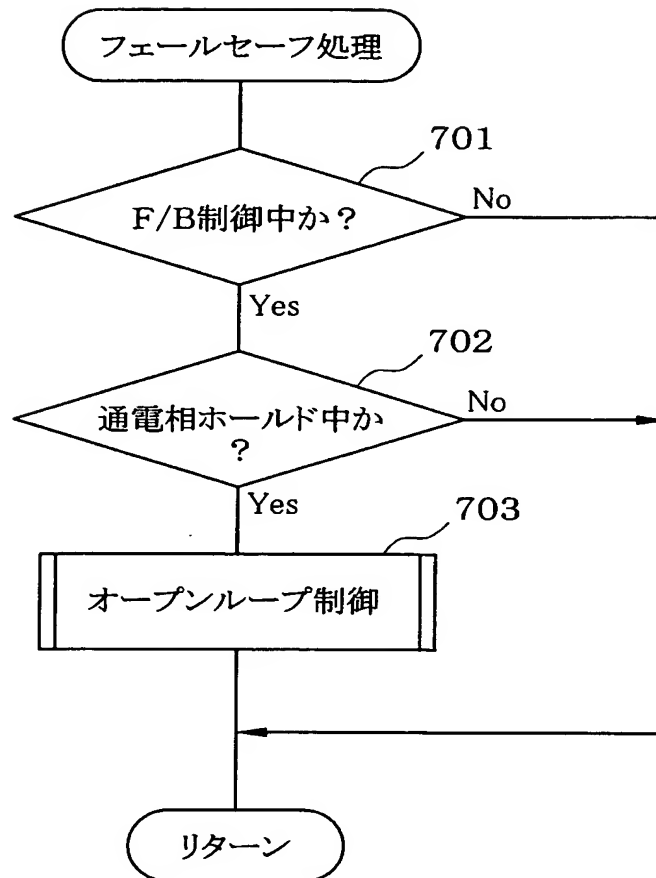 フェールセーフ処理
701
F/B制御中か?
No
Yes
702
通電相ホールド中か
?
No
Yes
703
オープンループ制御
リターン